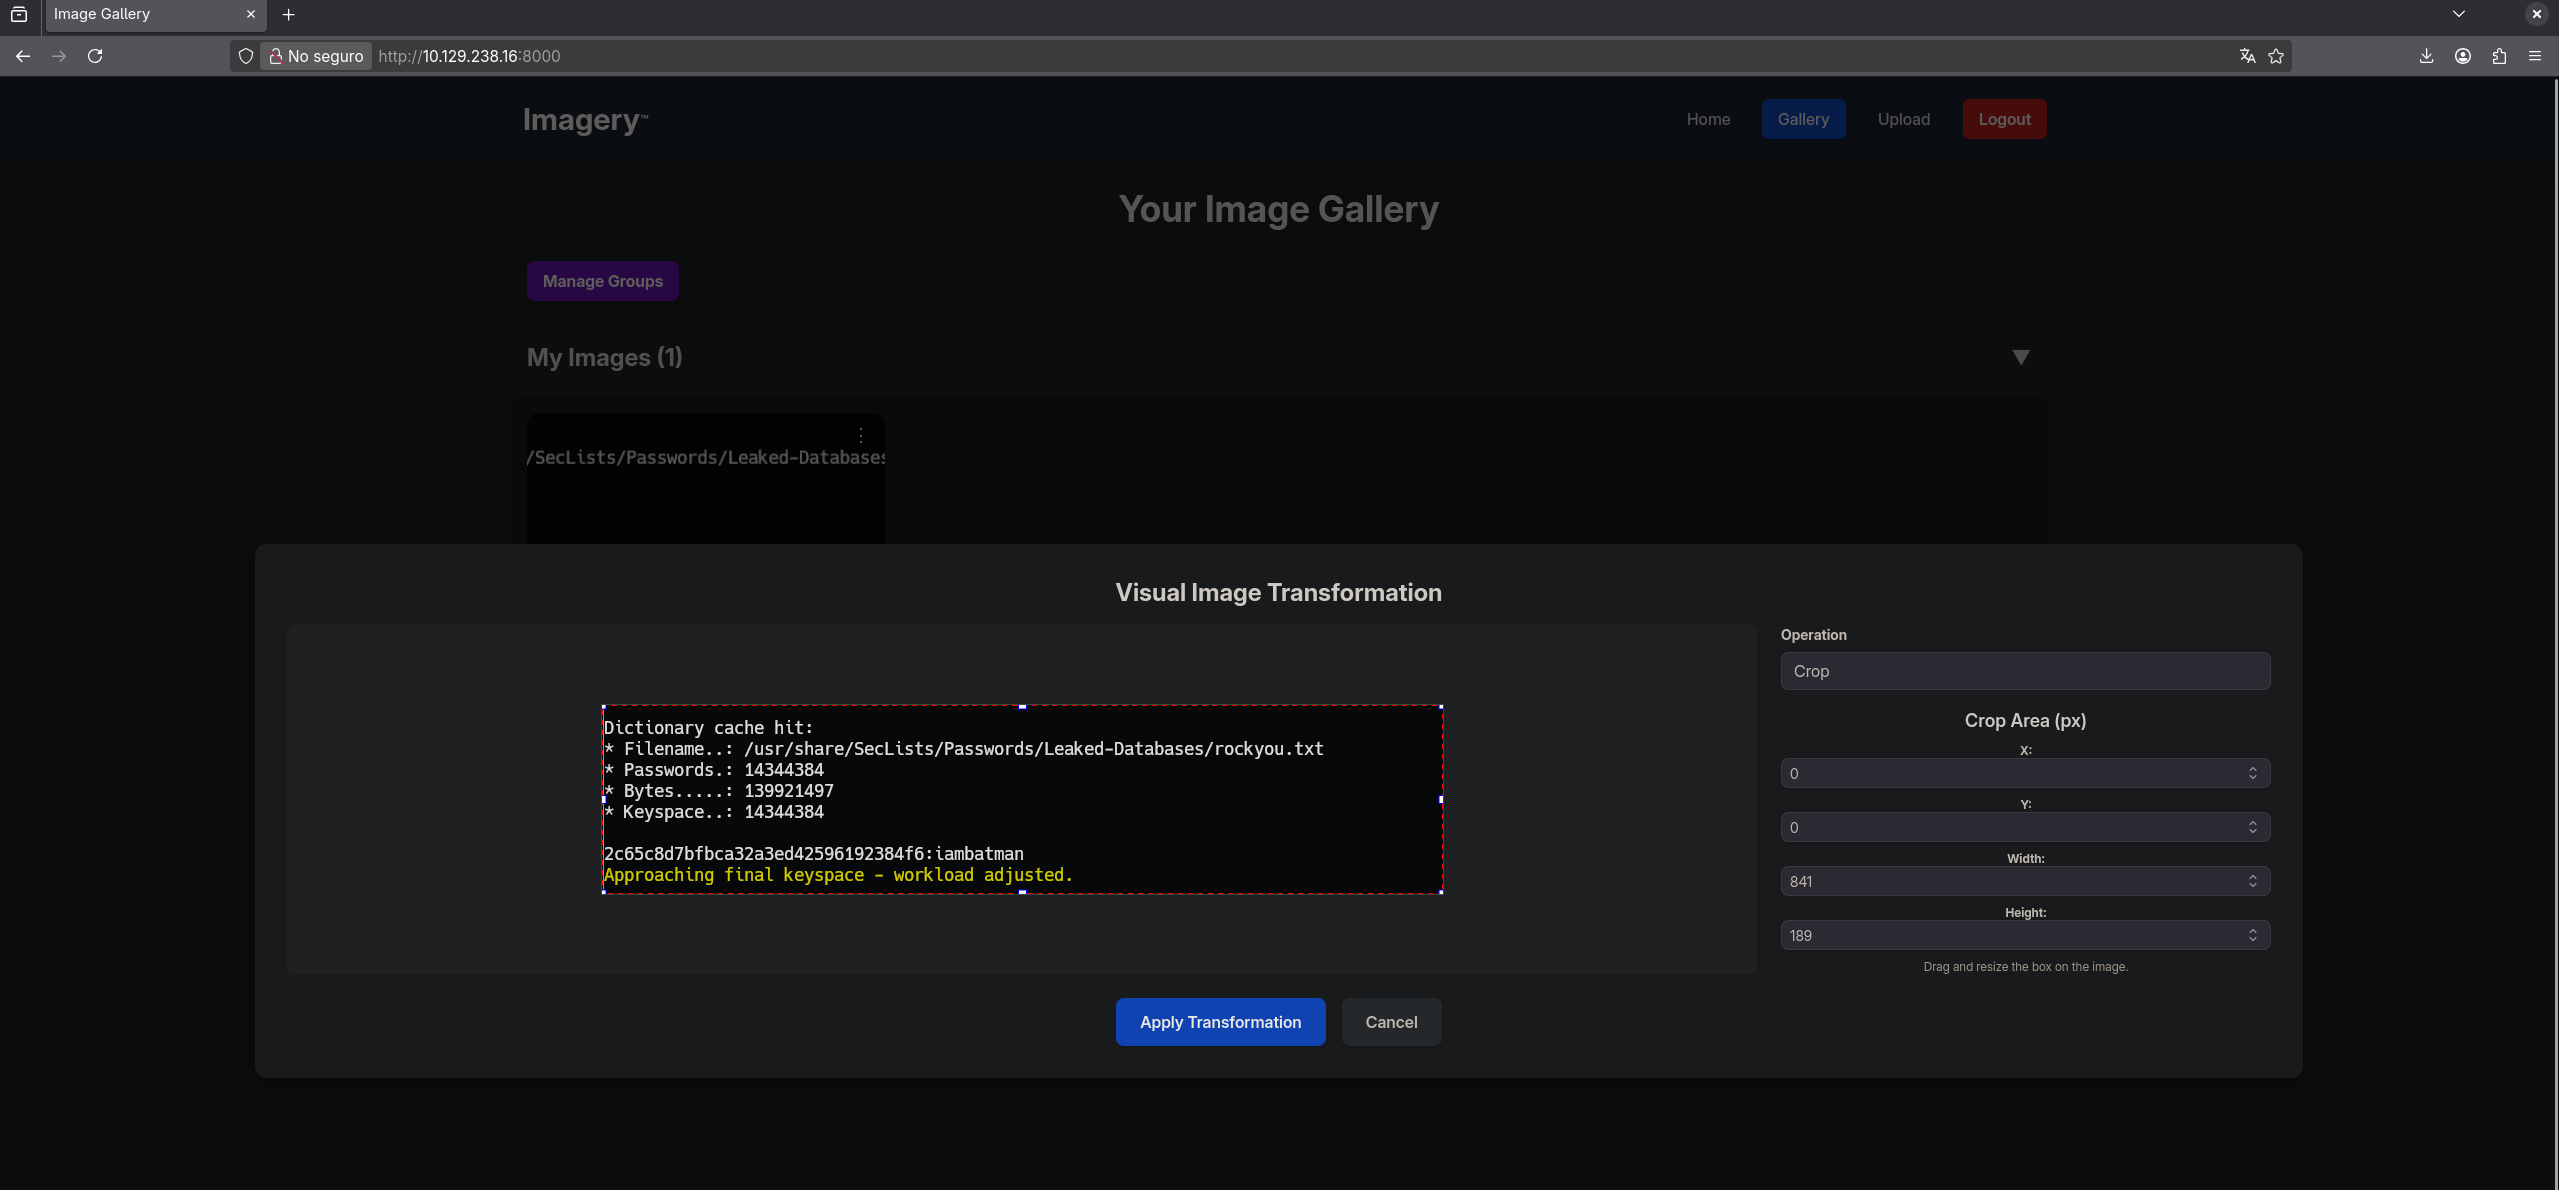 Image Gallery
No seguro
http://10.129.238.16:8000
Imagery™
Home
Gallery
Upload
Logout
Your Image Gallery
Manage Groups
My Images (1)
▼
/SecLists/Passwords/Leaked-Databases
Visual Image Transformation
Dictionary cache hit:
* Filename..: /usr/share/SecLists/Passwords/Leaked-Databases/rockyou.txt
* Passwords.: 14344384
* Bytes.....: 139921497
* Keyspace..: 14344384
2c65c8d7bfbca32a3ed42596192384f6:iambatman
Approaching final keyspace - workload adjusted.
Operation
Crop
Crop Area (px)
X:
0
Y:
0
Width:
841
Height:
189
Drag and resize the box on the image.
Apply Transformation
Cancel